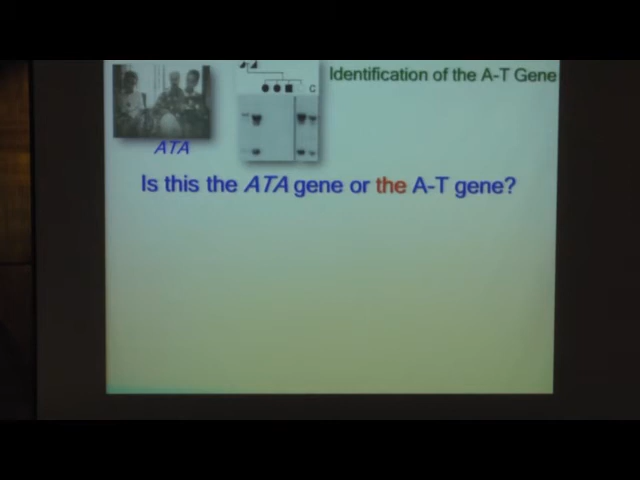 Identification of the A-T Gene
C
ATA
Is this the ATA gene or the A-T gene?